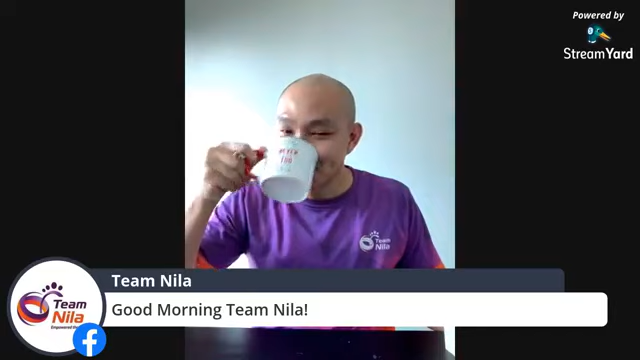 Powered by
StreamYard
Team
Nila
Team Nila
Good Morning Team Nila!
Team
Nila